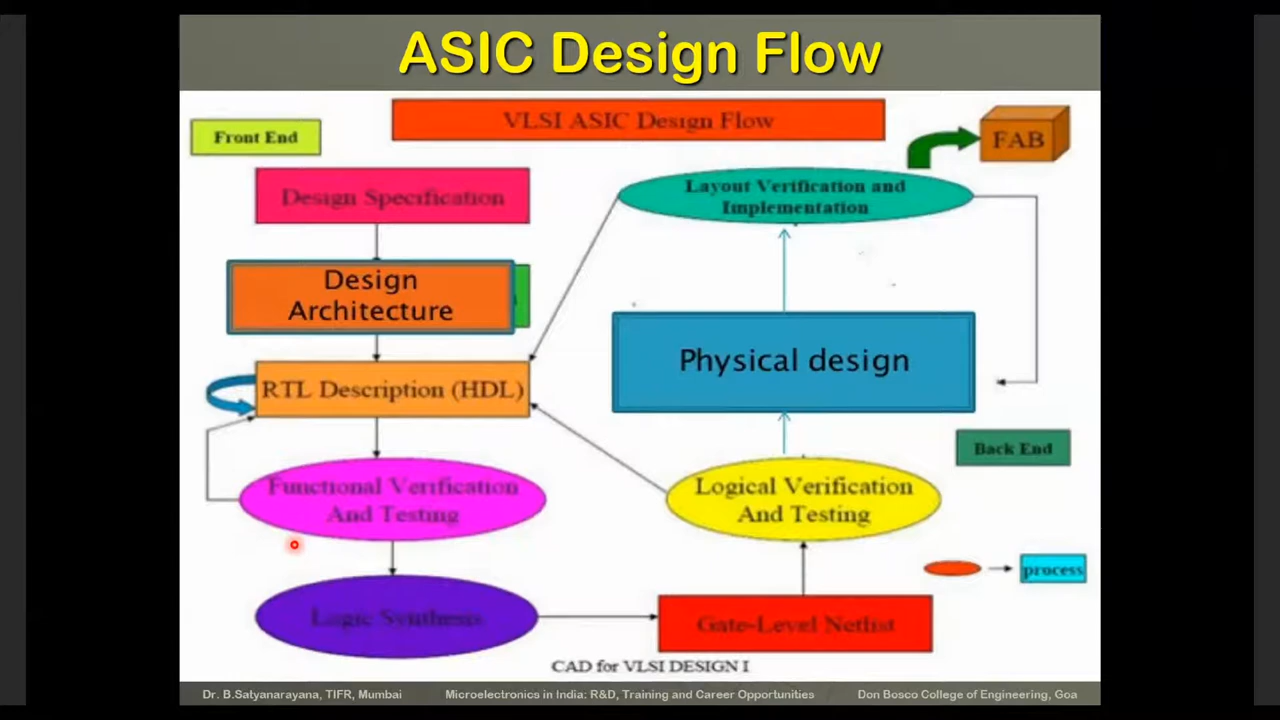 ASIC Design Flow
VLSI ASIC Design Flow
Front End
FAB
Design Specification
Layout Verification and
Implementation
Design
Architecture
RTL Description (HDL)
Physical design
Back End
Functional Verification
And Testing
Logical Verification
And Testing
process
Logic Synthesis
Gate-Level Netlist
CAD for VLSI DESIGN I
Dr. B.Satyanarayana, TIFR, Mumbai
Microelectronics in India: R&D, Training and Career Opportunities
Don Bosco College of Engineering, Goa